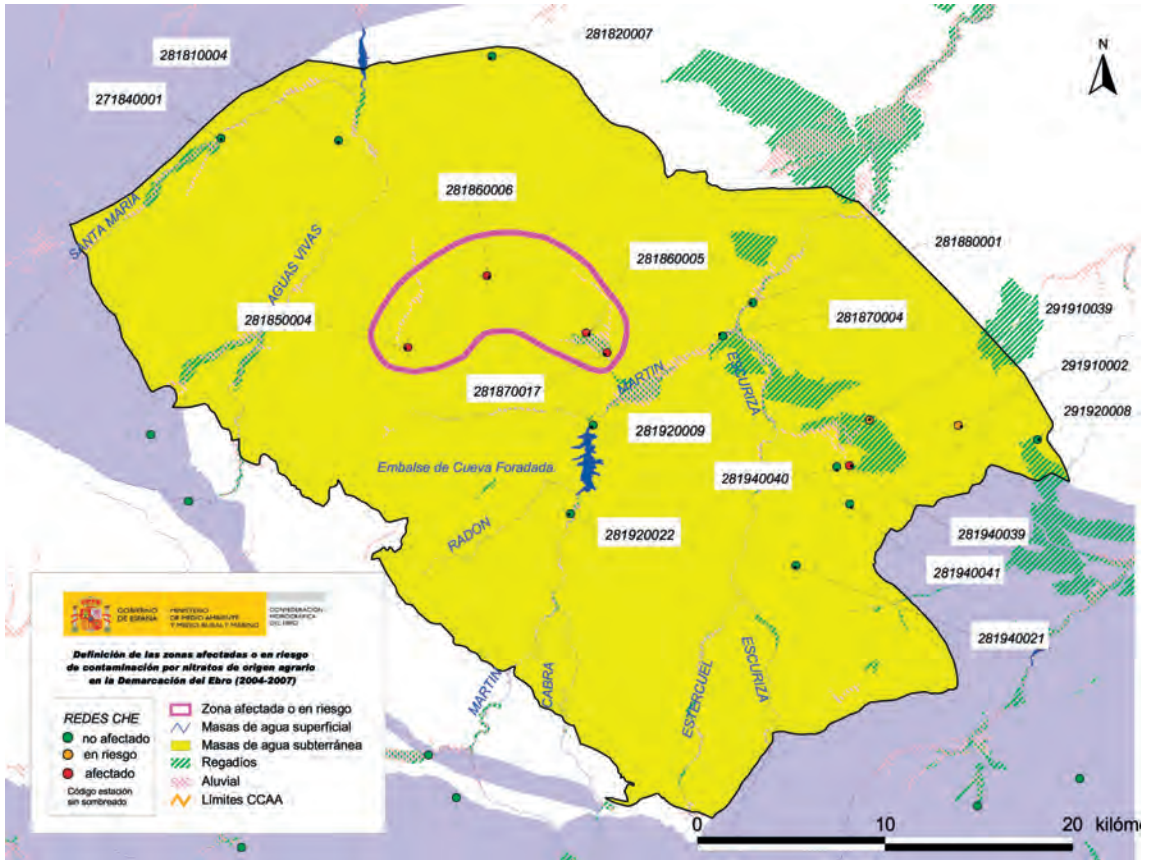 281820007
281810004
N
271840001
281860006
SANTA MARIA
AGUAS VIVAS
281880001
281860005
291910039
281850004
281870004
MARTIN
ESCURIZA
291910002
281870017
291920008
281920009
Embalse de Cueva Foradada
281940040
RADON
281920022
281940039
281940041
281940021
MARTIN
CABRA
ESTERCUEL
ESCURIZA
GOBIERNO
DE ESPAÑA
MINISTERIO
DE MEDIO AMBIENTE
Y MEDIO RURAL Y MARINO
CONFEDERACIÓN
HIDROGRÁFICA
DEL EBRO
Definición de las zonas afectadas o en riesgo
de contaminación por nitratos de origen agrario
en la Demarcación del Ebro (2004-2007)
REDES CHE
no afectado
en riesgo
afectado
Código estación
sin sombreado
Zona afectada o en riesgo
Masas de agua superficial
Masas de agua subterránea
Regadíos
Aluvial
Límites CCAA
0 10 20 kilóme